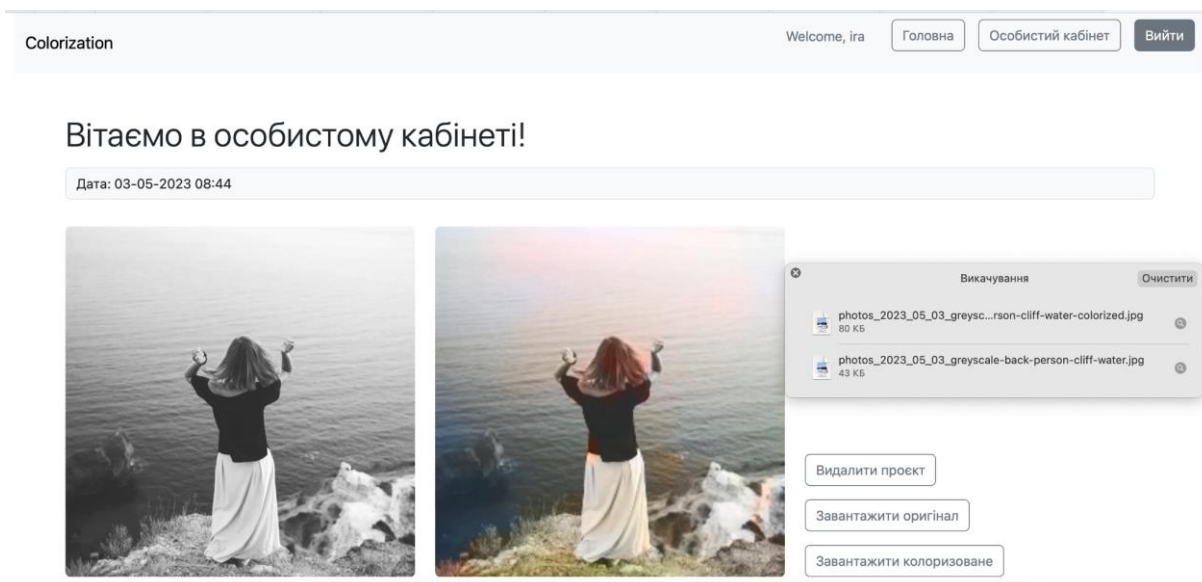 Colorization
Welcome, ira
Головна
Особистий кабінет
Вийти
Вітаємо в особистому кабінеті!
Дата: 03-05-2023 08:44
Викачування
Очистити
photos_2023_05_03_greysc...rson-cliff-water-colorized.jpg
80 КБ
photos_2023_05_03_greyscale-back-person-cliff-water.jpg
43 КБ
Видалити проєкт
Завантажити оригінал
Завантажити колоризоване